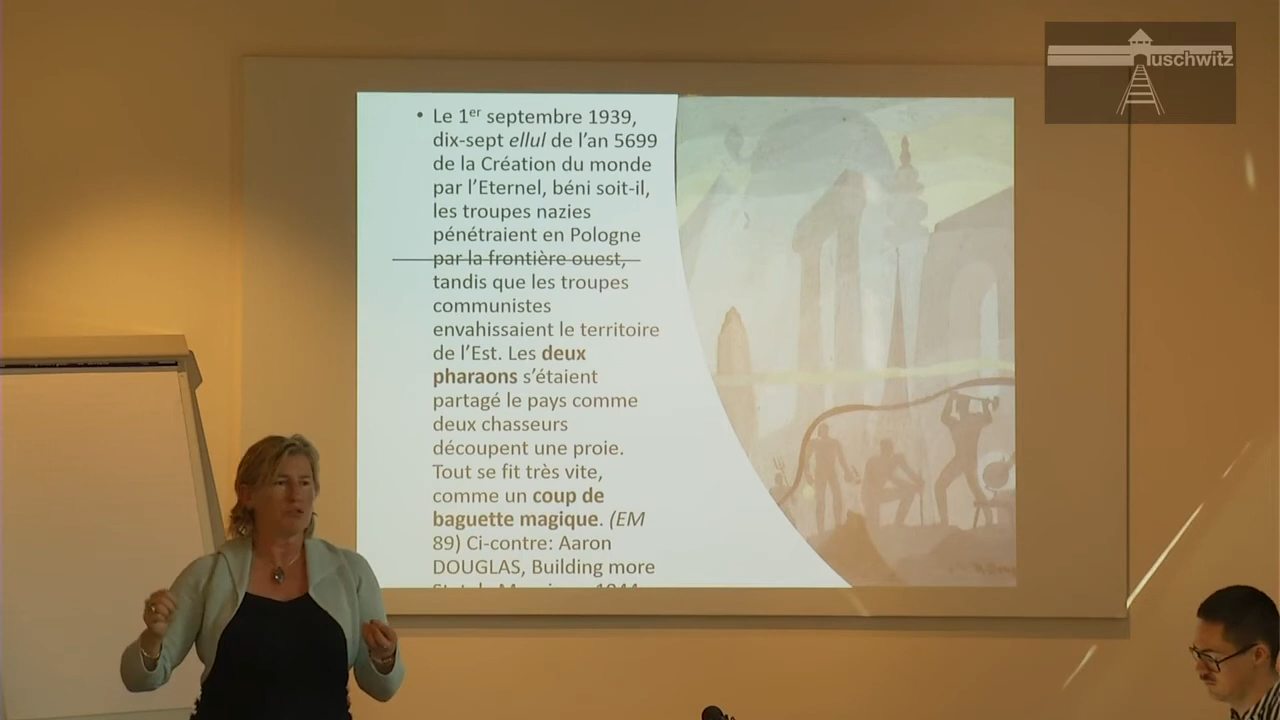 uschwitz
• Le 1er septembre 1939,
dix-sept ellul de l'an 5699
de la Création du monde
par l'Eternel, béni soit-il,
les troupes nazies
pénétraient en Pologne
par la frontière ouest,
tandis que les troupes
communistes
envahissaient le territoire
de l'Est. Les deux
pharaons s'étaient
partagé le pays comme
deux chasseurs
découpent une proie.
Tout se fit très vite,
comme un coup de
baguette magique. (EM
89) Ci-contre: Aaron
DOUGLAS, Building more